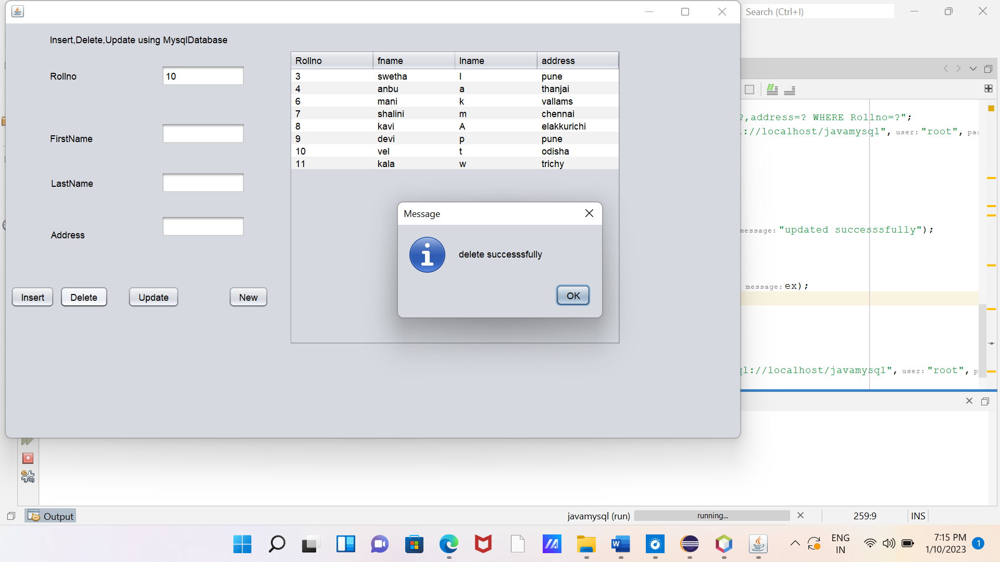 Search (Ctrl+I)
Insert,Delete,Update using MysqlDatabase
Rollno 10
FirstName
LastName
Address
Insert Delete Update New
Rollno fname lname address
3 swetha l pune
4 anbu a thanjai
6 mani k vallams
7 shalini m chennai
8 kavi A elakkurichi
9 devi p pune
10 vel t odisha
11 kala w trichy
Message
delete successsfully
OK
?,address=? WHERE Rollno=?";
://localhost/javamysql", user: "root", pas
message: "updated successsfully");
message: ex);
ql://localhost/javamysql", user: "root", p
Output
javamysql (run) running... 259:9 INS
W
ENG
IN
7:15 PM
1/10/2023
1